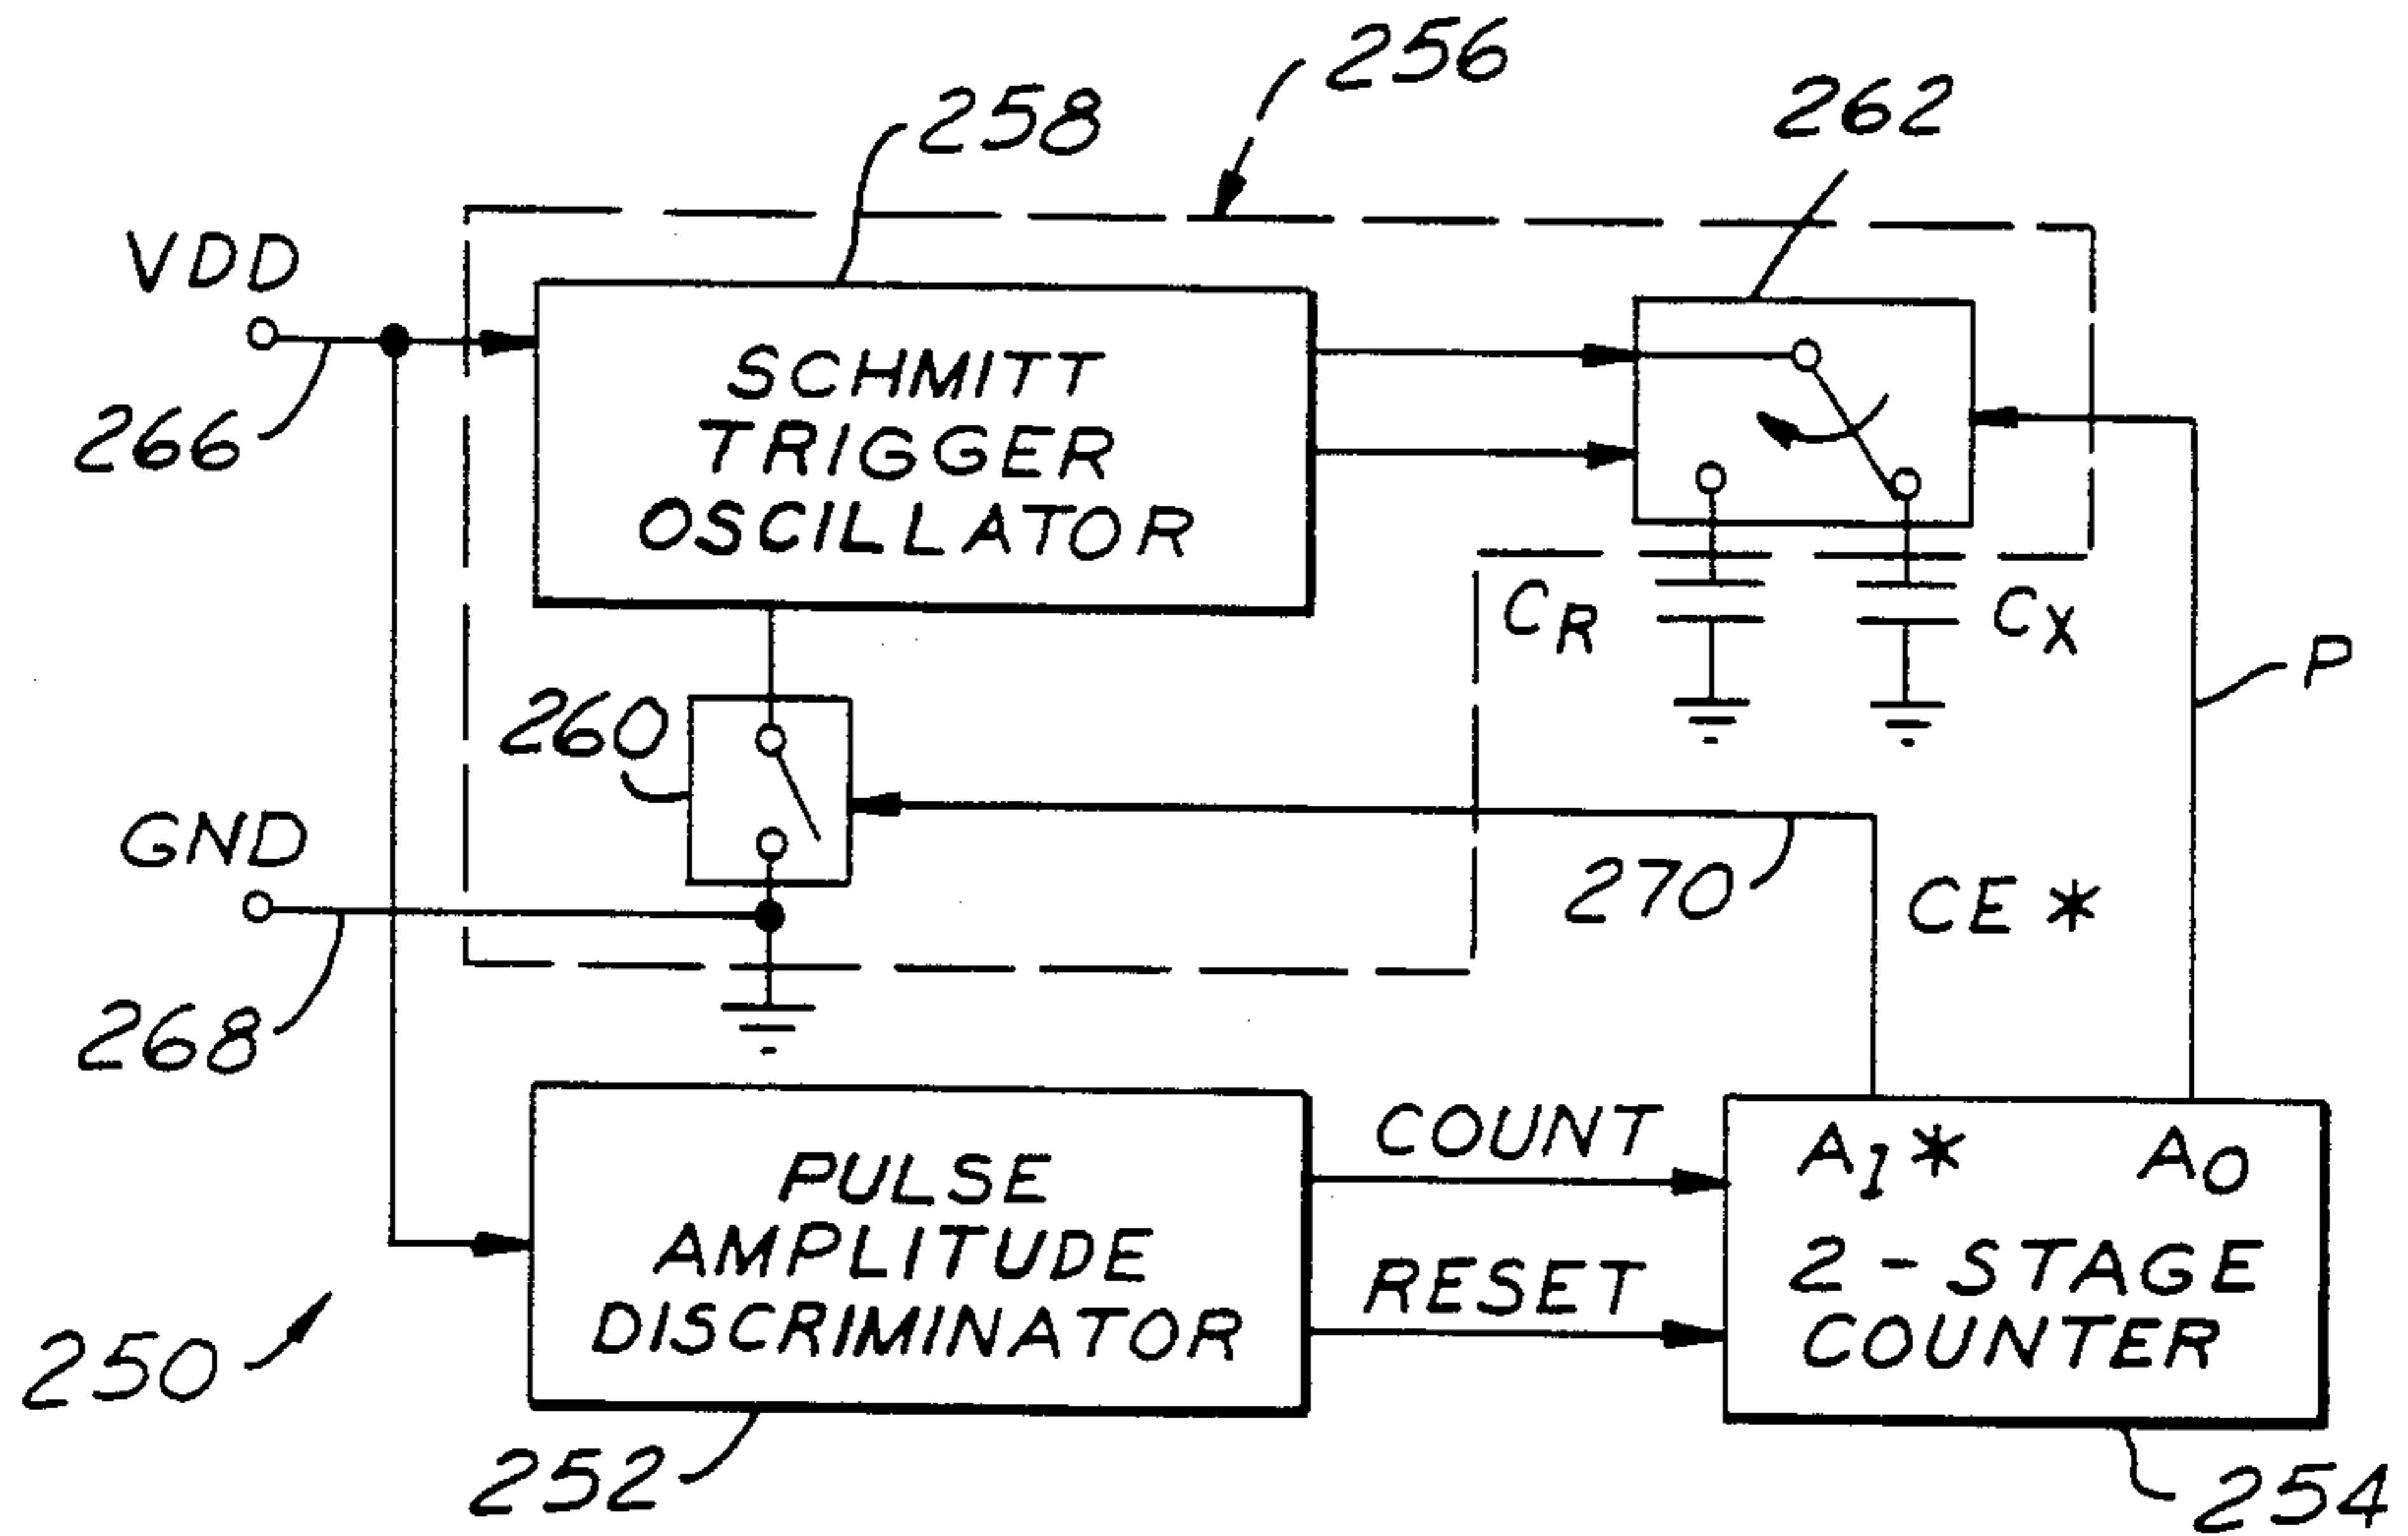 256
258
262
VDD
266
SCHMITT
TRIGGER
OSCILLATOR
CR
CX
P
260
GND
270
CE*
268
COUNT
A1*
A0
PULSE
AMPLITUDE
DISCRIMINATOR
RESET
2-STAGE
COUNTER
250
252
254